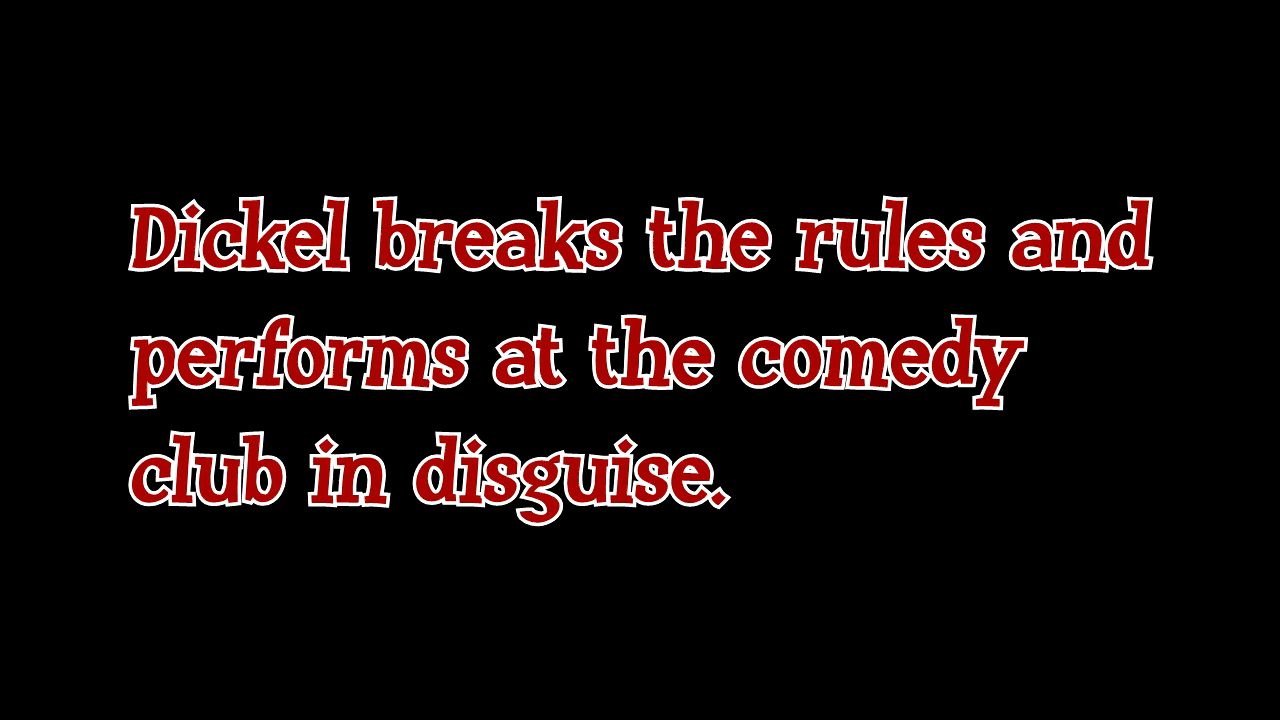 Dickel breaks the rules and
performs at the comedy
club in disguise.